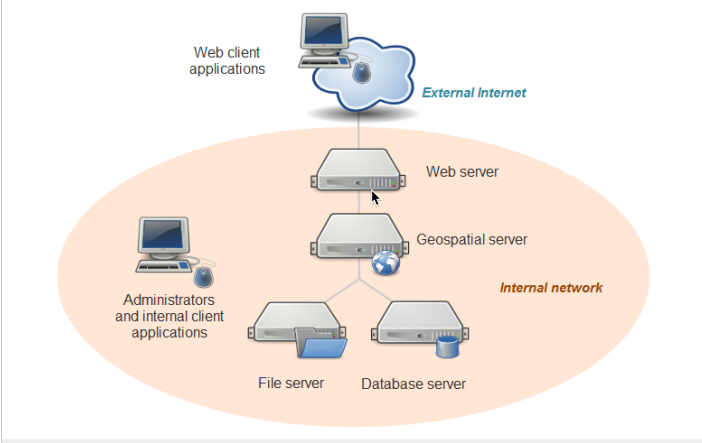 Web client
applications
External Internet
Web server
Geospatial server
Internal network
Administrators
and internal client
applications
File server
Database server